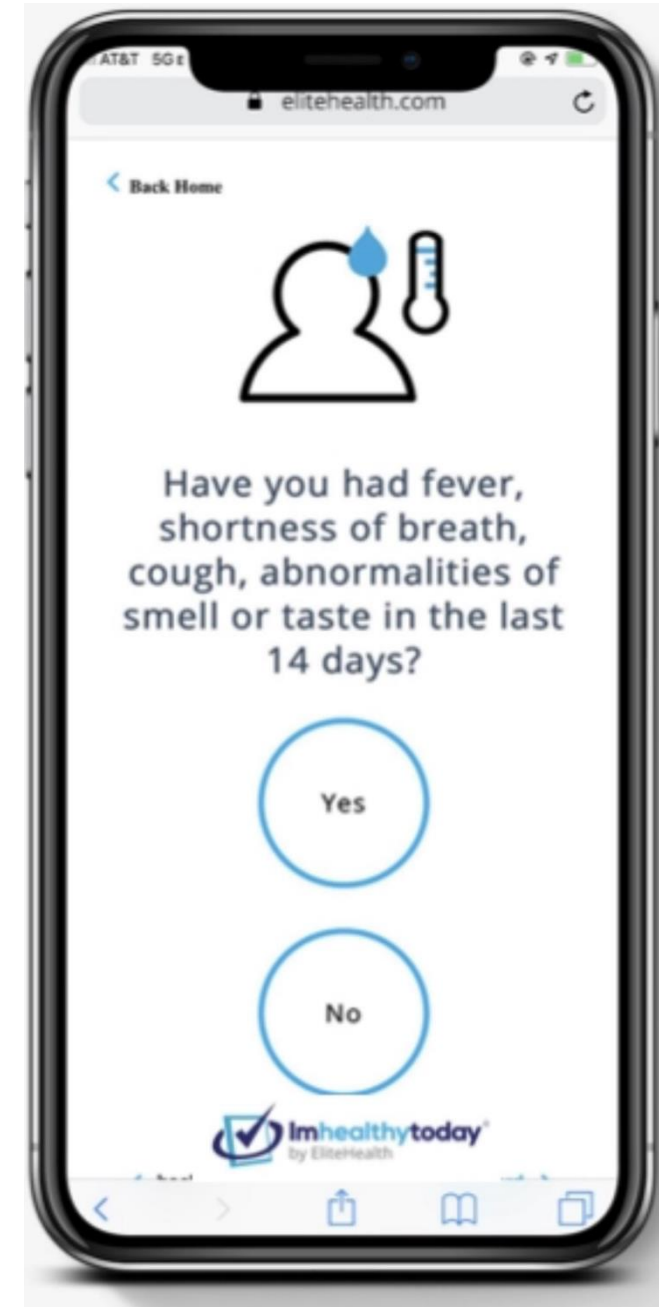 AT&T 5GE
elitehealth.com
Back Home
Have you had fever,
shortness of breath,
cough, abnormalities of
smell or taste in the last
14 days?
Yes
No
Imhealthytoday
by EliteHealth